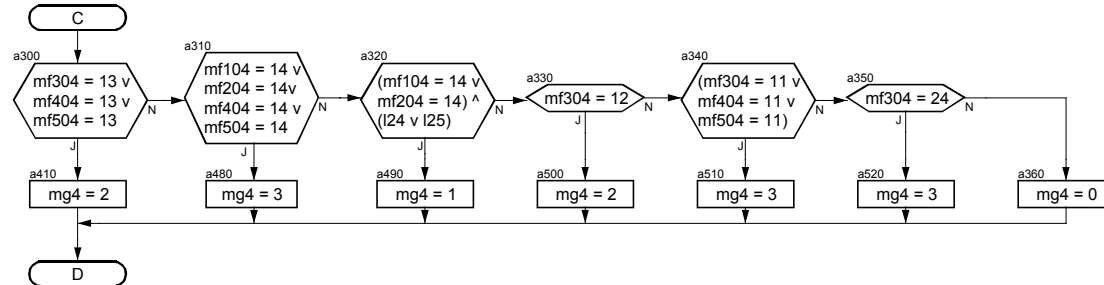 C
a300
mf304 = 13 v
mf404 = 13 v
mf504 = 13
N
J
a310
mf104 = 14 v
mf204 = 14v
mf404 = 14 v
mf504 = 14
N
J
a320
(mf104 = 14 v
mf204 = 14) ^
(l24 v l25)
N
J
a330
mf304 = 12
N
J
a340
(mf304 = 11 v
mf404 = 11 v
mf504 = 11)
N
J
a350
mf304 = 24
N
J
a410
mg4 = 2
a480
mg4 = 3
a490
mg4 = 1
a500
mg4 = 2
a510
mg4 = 3
a520
mg4 = 3
a360
mg4 = 0
D